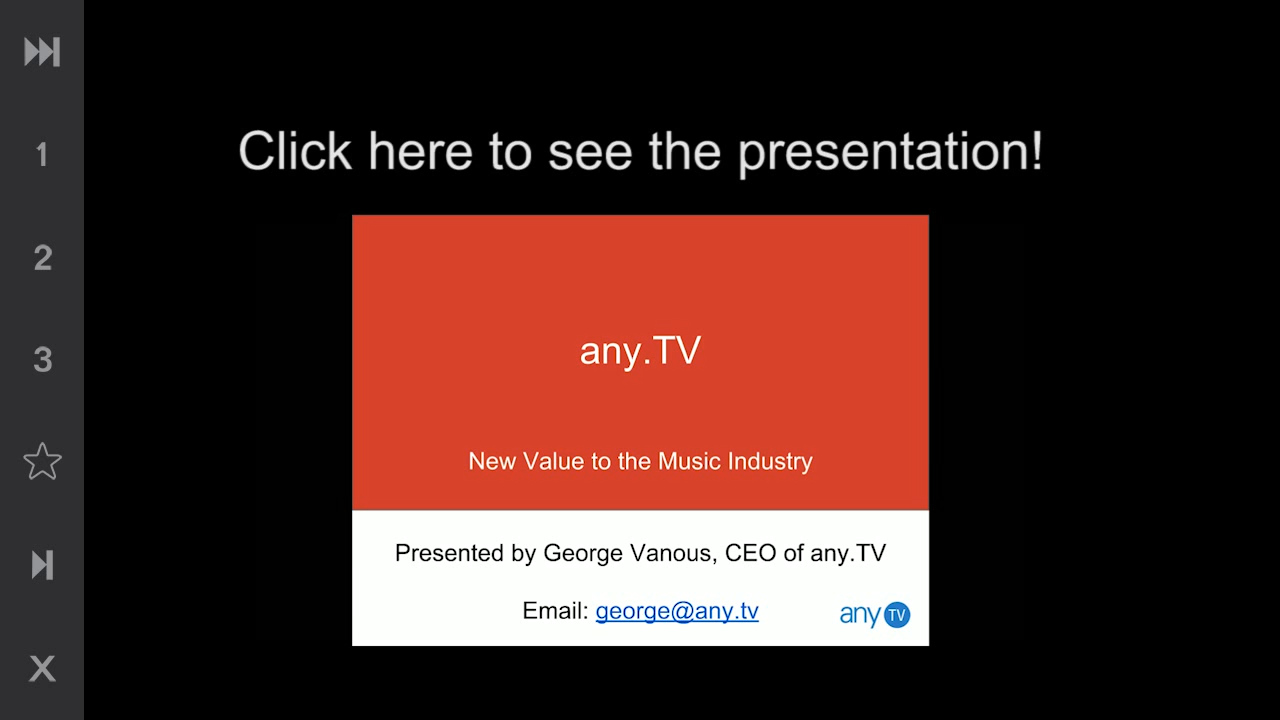 1
2
3
X
Click here to see the presentation!
any.TV
New Value to the Music Industry
Presented by George Vanous, CEO of any.TV
Email: george@any.tv
any TV